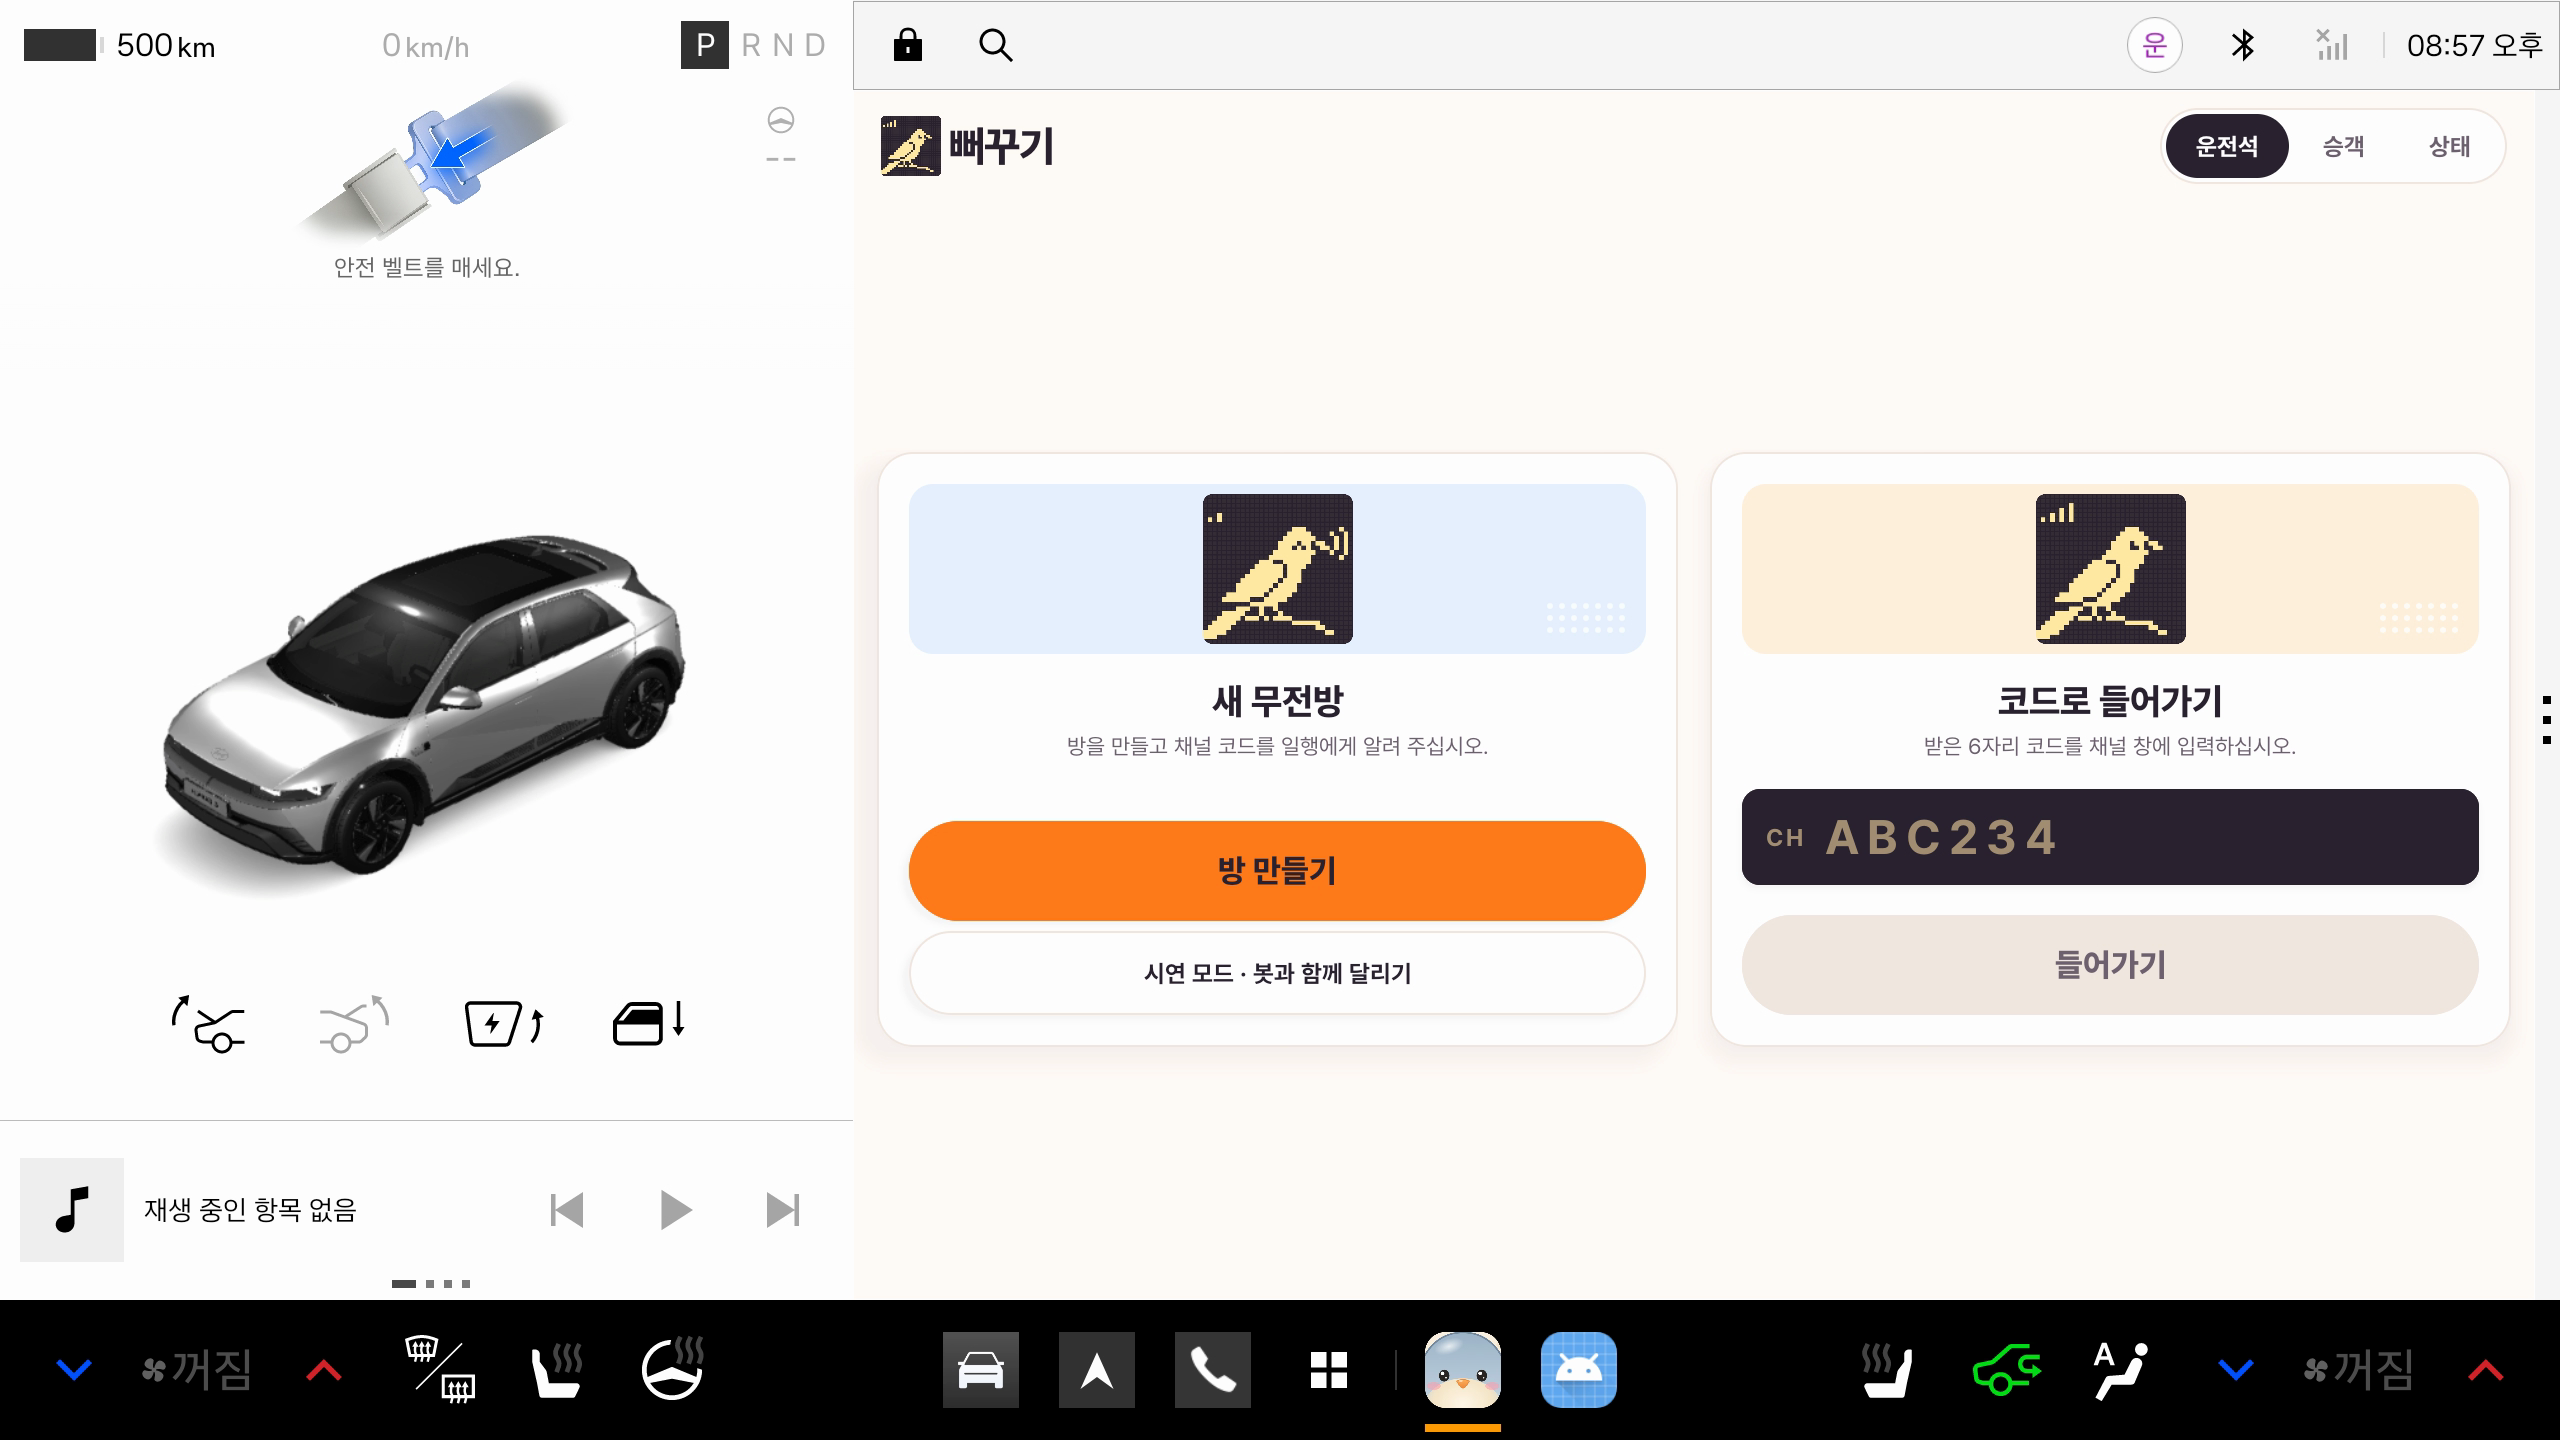 500 km
0 km/h
P R N D
08:57 오후
운
안전 벨트를 매세요.
뻐꾸기
운전석
승객
상태
새 무전방
방을 만들고 채널 코드를 일행에게 알려 주십시오.
방 만들기
시연 모드 · 봇과 함께 달리기
코드로 들어가기
받은 6자리 코드를 채널 창에 입력하십시오.
CH ABC234
들어가기
재생 중인 항목 없음
꺼짐
A
꺼짐